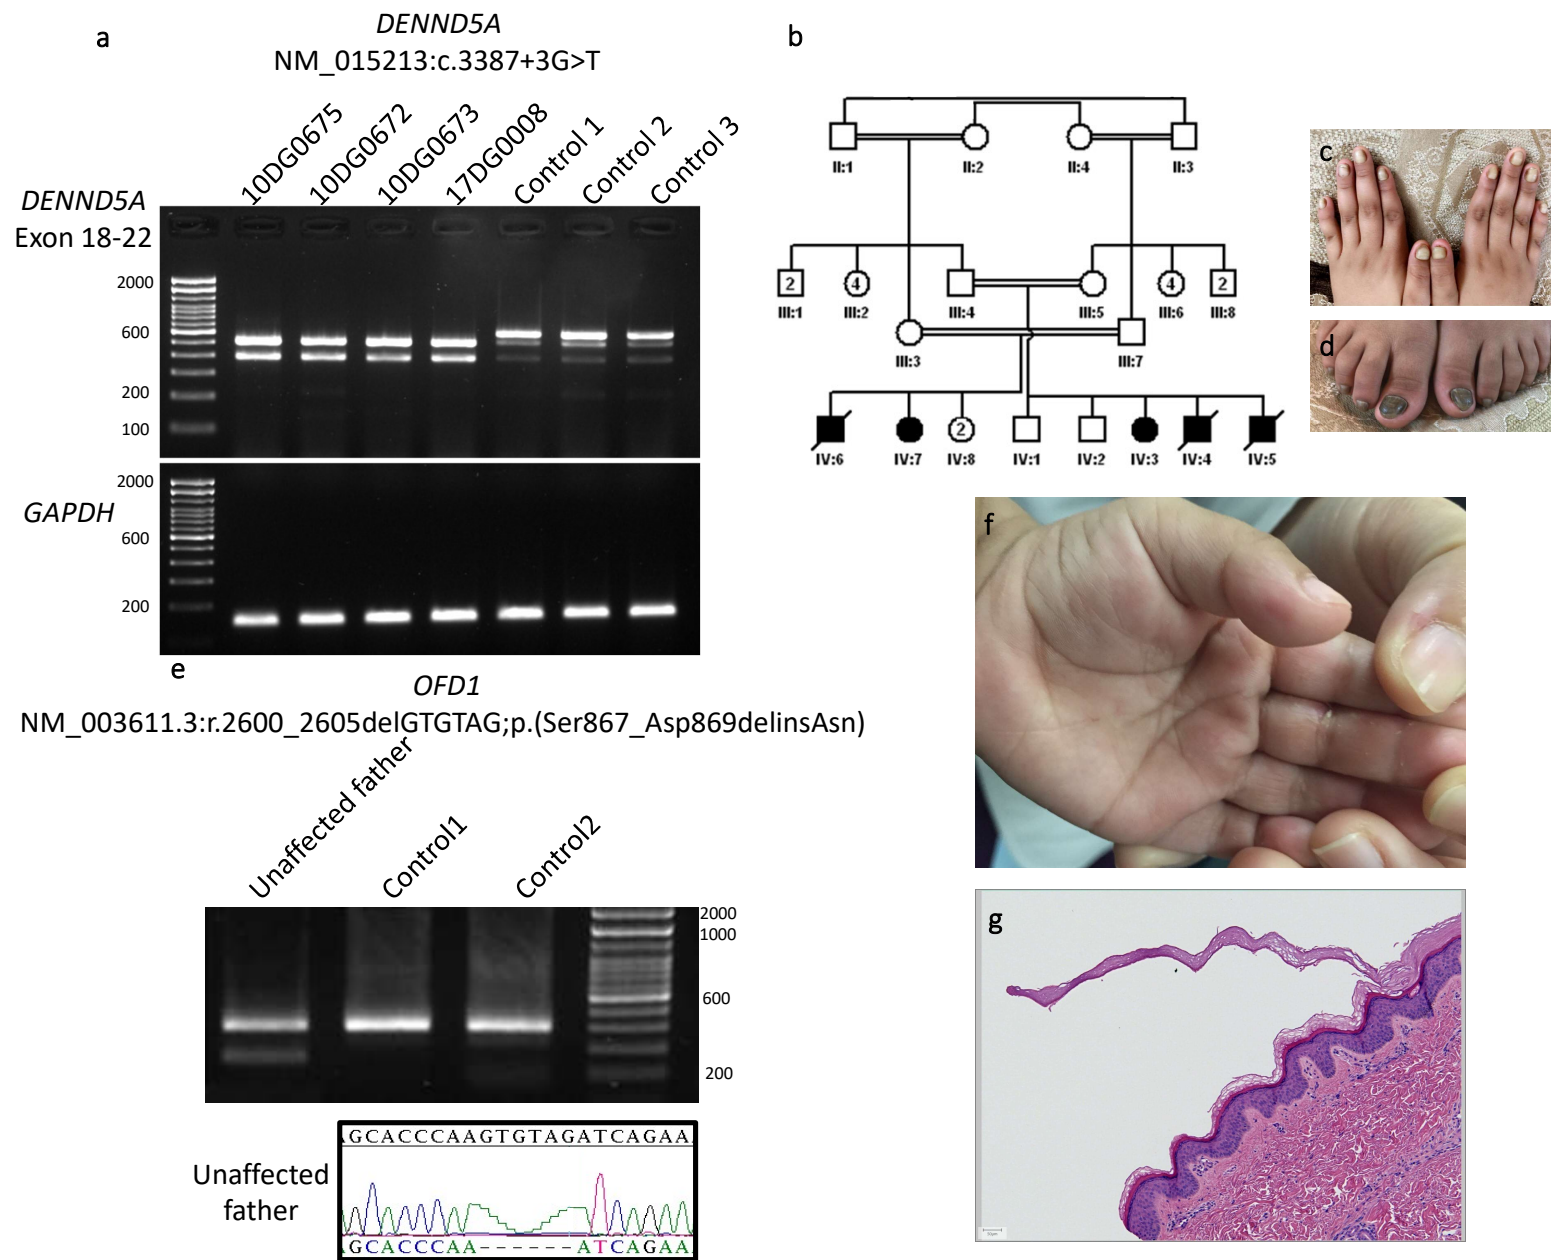 a
DENND5A
NM_015213:c.3387+3G>T
10DG0675
10DG0672
10DG0673
17DG0008
Control 1
Control 2
Control 3
DENND5A
Exon 18-22
2000
600
200
100
GAPDH
2000
600
200
b
II:1
II:2
II:4
II:3
2
4
4
2
III:1
III:2
III:4
III:5
III:6
III:8
III:3
III:7
2
IV:6
IV:7
IV:8
IV:1
IV:2
IV:3
IV:4
IV:5
c
d
e
OFD1
NM_003611.3:r.2600_2605delGTGTAG;p.(Ser867_Asp869delinsAsn)
Unaffected father
Control1
Control2
2000
1000
600
200
Unaffected
father
AGCACCCAAGTGTAGATCAGAA
AGCACCCAA------ATCAGAA
f
g